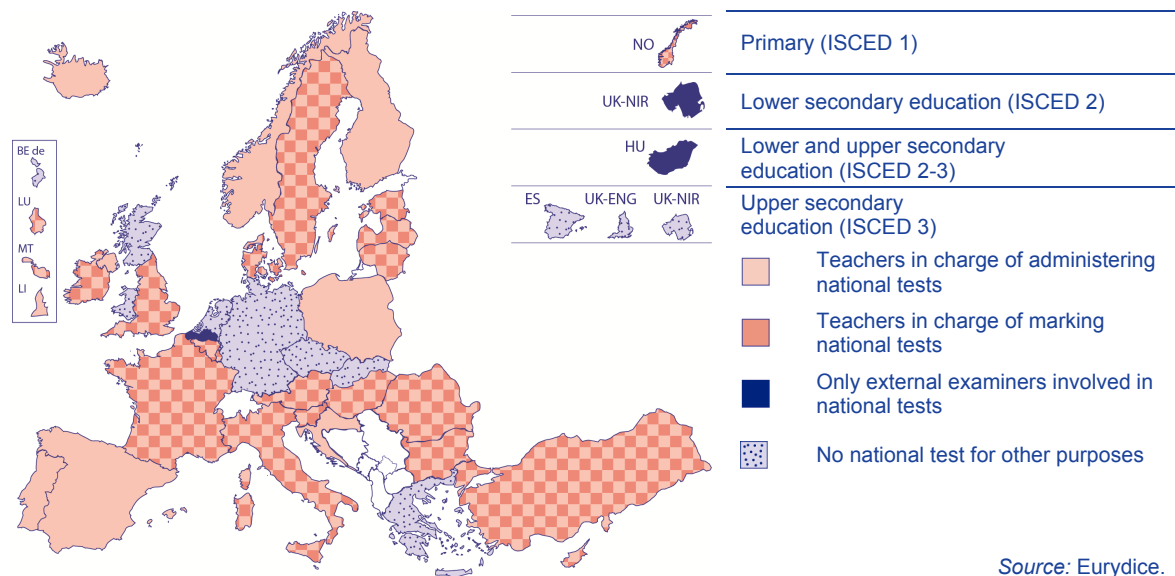 NO
Primary (ISCED 1)
UK-NIR
Lower secondary education (ISCED 2)
HU
Lower and upper secondary
education (ISCED 2-3)
ES
UK-ENG
UK-NIR
Upper secondary
education (ISCED 3)
BE de
LU
MT
LI
Teachers in charge of administering
national tests
Teachers in charge of marking
national tests
Only external examiners involved in
national tests
No national test for other purposes
Source: Eurydice.